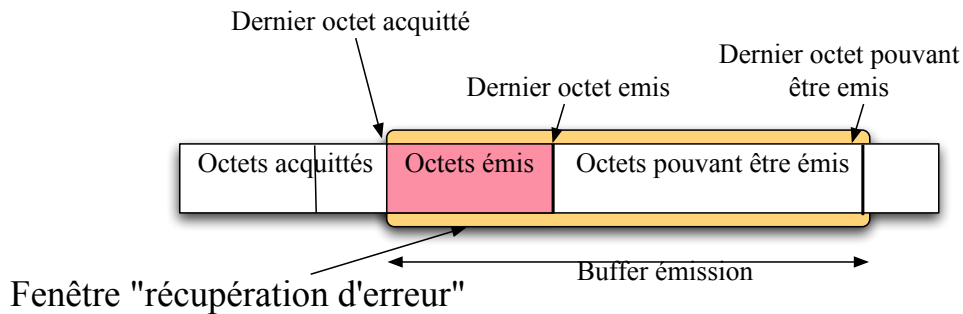 Dernier octet acquitté
Dernier octet pouvant
être emis
Dernier octet emis
Octets acquittés
Octets émis
Octets pouvant être émis
Buffer émission
Fenêtre "récupération d'erreur"